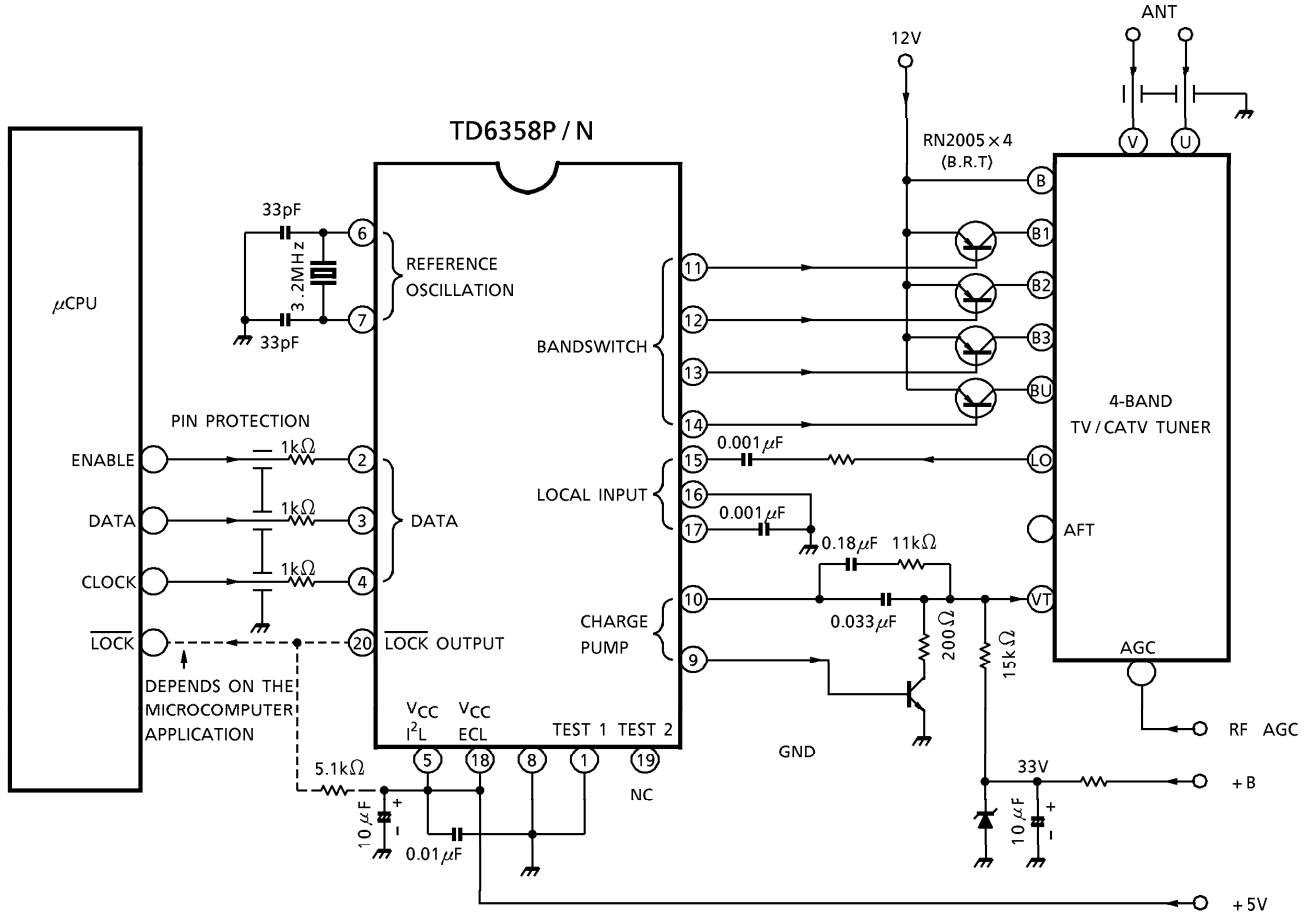 ANT
12V
TD6358P / N
RN2005 × 4
(B.R.T)
V
U
B
33pF
6
B1
3.2MHz
REFERENCE
OSCILLATION
11
B2
μCPU
7
33pF
12
B3
BANDSWITCH
13
BU
4-BAND
TV / CATV TUNER
14
PIN PROTECTION
0.001μF
ENABLE
1kΩ
2
15
LO
LOCAL INPUT
16
DATA
1kΩ
3
DATA
0.001μF
17
AFT
0.18μF
11kΩ
CLOCK
1kΩ
4
10
VT
CHARGE
PUMP
0.033μF
200Ω
15kΩ
LOCK
20
LOCK OUTPUT
9
AGC
DEPENDS ON THE
MICROCOMPUTER
APPLICATION
VCC
I2L
VCC
ECL
TEST 1
TEST 2
GND
RF AGC
5
18
8
1
19
NC
5.1kΩ
33V
+B
10μF
+
-
0.01μF
10μF
+
-
+5V